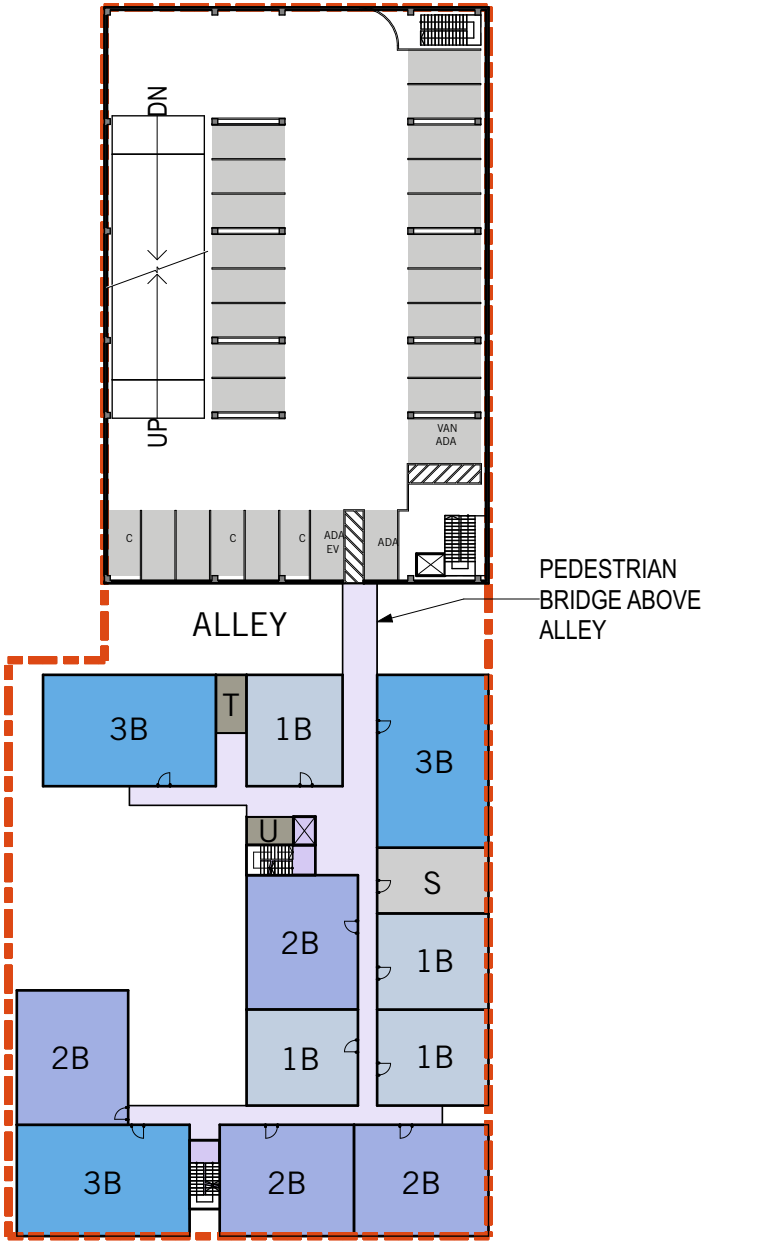 DN
UP
VAN
ADA
C
C
C
ADA
EV
ADA
ALLEY
PEDESTRIAN
BRIDGE ABOVE
ALLEY
3B
T
1B
3B
U
S
2B
1B
2B
1B
1B
3B
2B
2B